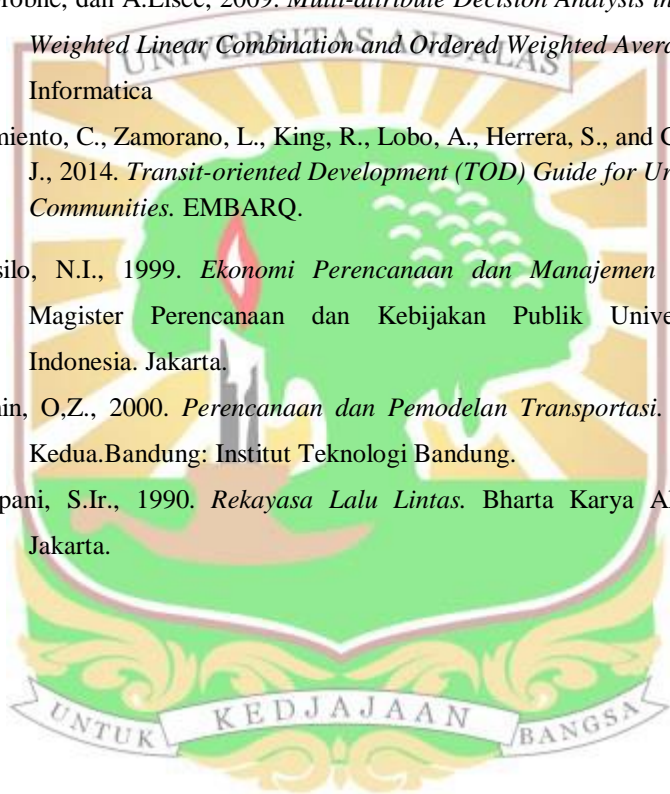 robne, dan A.Lisec, 2009. Multi-attribute Decision Analysis in
Weighted Linear Combination and Ordered Weighted Avera
UNIVERSITAS ANDALAS
Informatica
miento, C., Zamorano, L., King, R., Lobo, A., Herrera, S., and
J., 2014. Transit-oriented Development (TOD) Guide for Ur
Communities. EMBARQ.
silo, N.I., 1999. Ekonomi Perencanaan dan Manajemen
Magister Perencanaan dan Kebijakan Publik Unive
Indonesia. Jakarta.
nin, O,Z., 2000. Perencanaan dan Pemodelan Transportasi.
Kedua.Bandung: Institut Teknologi Bandung.
pani, S.Ir., 1990. Rekayasa Lalu Lintas. Bharta Karya A
Jakarta.
UNTUK KEDJAJAAN BANGSA